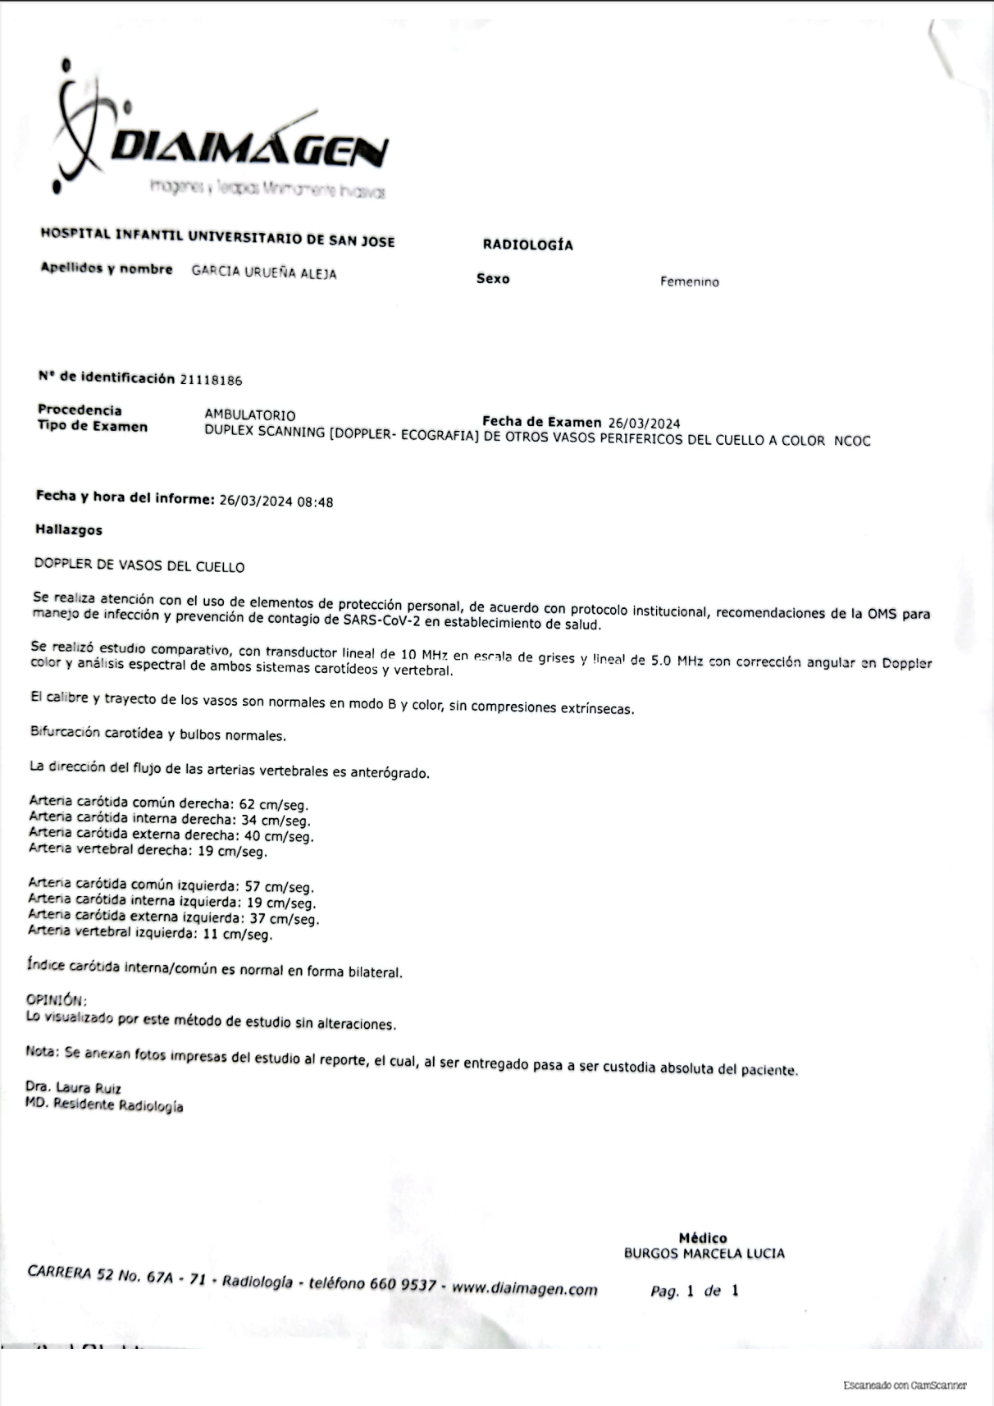 DIAIMÁGEN
Imágenes y Terapias Minimamente Invasivas
HOSPITAL INFANTIL UNIVERSITARIO DE SAN JOSE
RADIOLOGÍA
Apellidos y nombre GARCIA URUEÑA ALEJA
Sexo Femenino
N° de identificación 21118186
Procedencia AMBULATORIO Fecha de Examen 26/03/2024
Tipo de Examen DUPLEX SCANNING [DOPPLER- ECOGRAFIA] DE OTROS VASOS PERIFERICOS DEL CUELLO A COLOR NCOC
Fecha y hora del informe: 26/03/2024 08:48
Hallazgos
DOPPLER DE VASOS DEL CUELLO
Se realiza atención con el uso de elementos de protección personal, de acuerdo con protocolo institucional, recomendaciones de la OMS para
manejo de infección y prevención de contagio de SARS-CoV-2 en establecimiento de salud.
Se realizó estudio comparativo, con transductor lineal de 10 MHz en escala de grises y lineal de 5.0 MHz con corrección angular en Doppler
color y análisis espectral de ambos sistemas carotídeos y vertebral.
El calibre y trayecto de los vasos son normales en modo B y color, sin compresiones extrínsecas.
Bifurcación carotídea y bulbos normales.
La dirección del flujo de las arterias vertebrales es anterógrado.
Arteria carótida común derecha: 62 cm/seg.
Arteria carótida interna derecha: 34 cm/seg.
Arteria carótida externa derecha: 40 cm/seg.
Arteria vertebral derecha: 19 cm/seg.
Arteria carótida común izquierda: 57 cm/seg.
Arteria carótida interna izquierda: 19 cm/seg.
Arteria carótida externa izquierda: 37 cm/seg.
Arteria vertebral izquierda: 11 cm/seg.
Índice carótida interna/común es normal en forma bilateral.
OPINIÓN:
Lo visualizado por este método de estudio sin alteraciones.
Nota: Se anexan fotos impresas del estudio al reporte, el cual, al ser entregado pasa a ser custodia absoluta del paciente.
Dra. Laura Ruiz
MD. Residente Radiología
Médico
BURGOS MARCELA LUCIA
CARRERA 52 No. 67A - 71 - Radiología - teléfono 660 9537 - www.diaimagen.com
Pag. 1 de 1
Escaneado con CamScanner